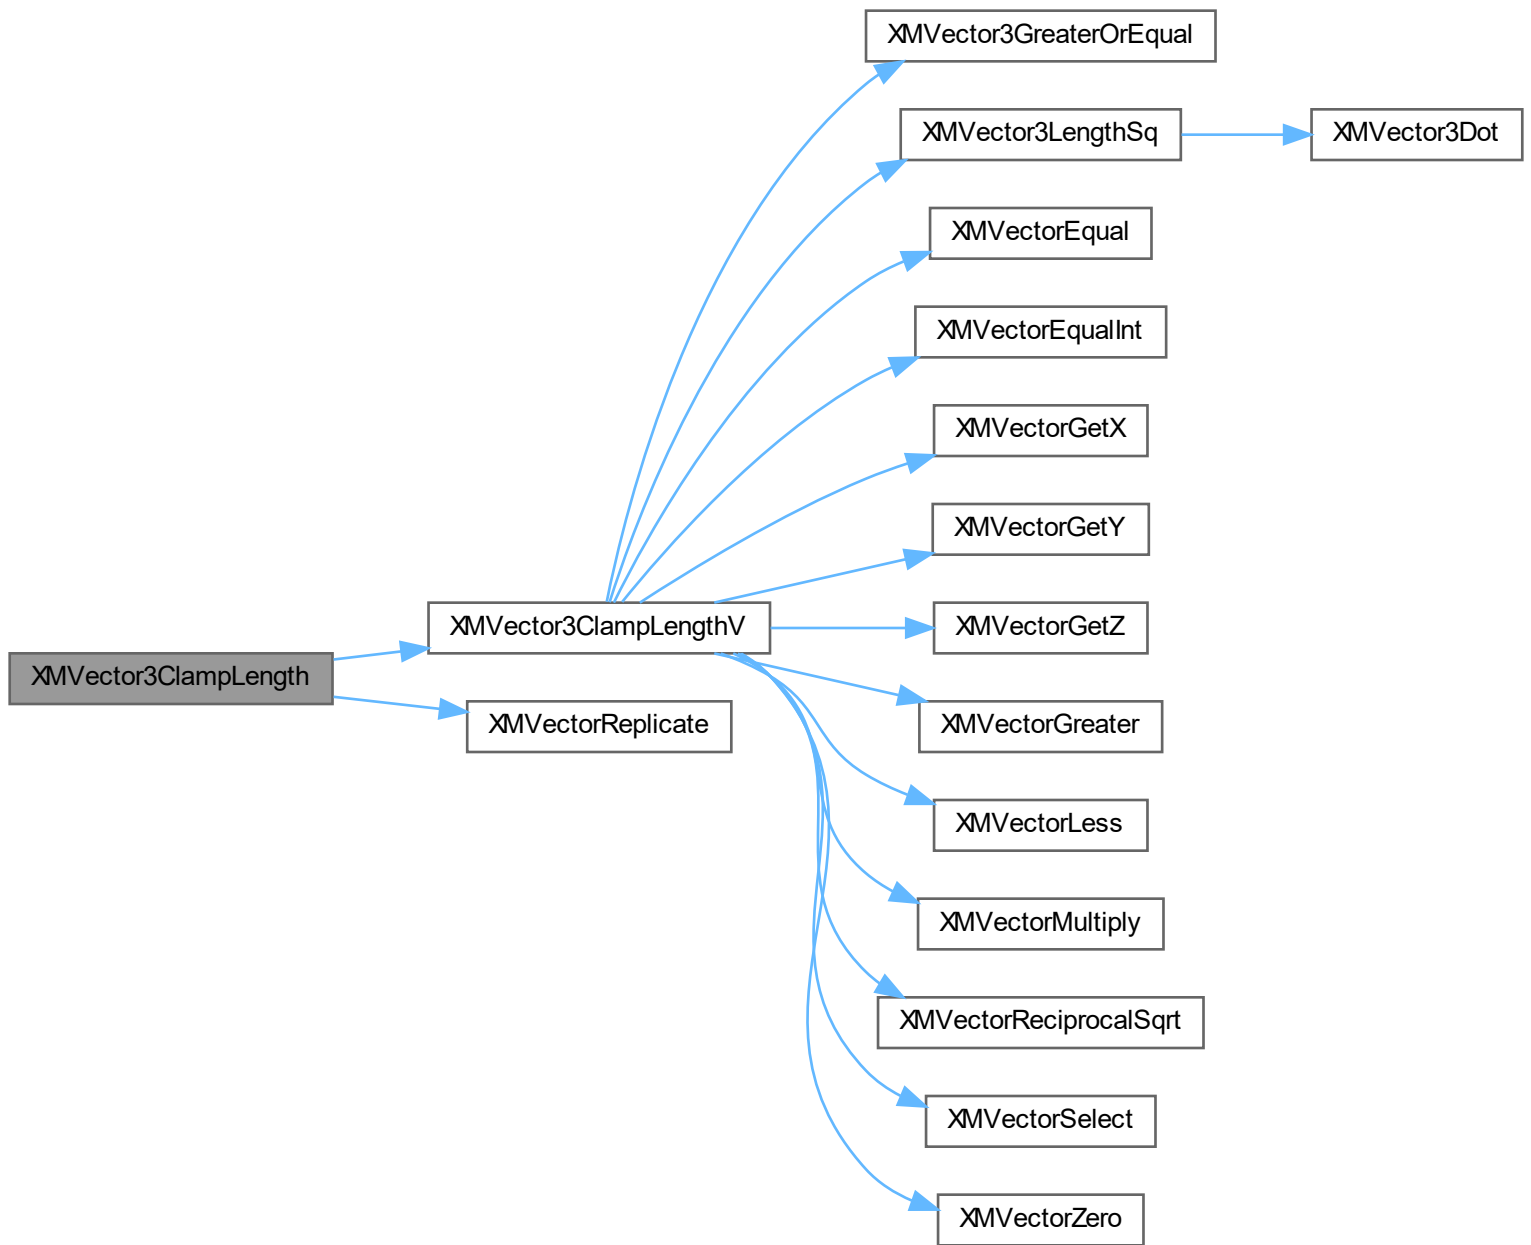 XMVector3GreaterOrEqual
XMVector3LengthSq
XMVector3Dot
XMVectorEqual
XMVectorEqualInt
XMVectorGetX
XMVectorGetY
XMVector3ClampLengthV
XMVectorGetZ
XMVector3ClampLength
XMVectorReplicate
XMVectorGreater
XMVectorLess
XMVectorMultiply
XMVectorReciprocalSqrt
XMVectorSelect
XMVectorZero